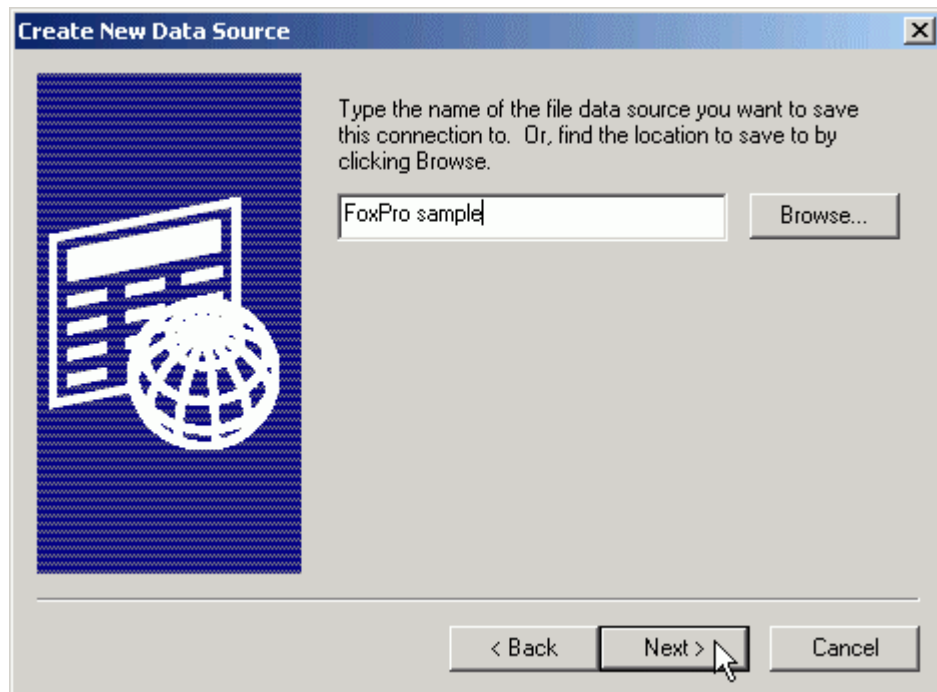 Create New Data Source
Type the name of the file data source you want to save
this connection to.  Or, find the location to save to by
clicking Browse.
FoxPro sample
Browse...
< Back
Next >
Cancel